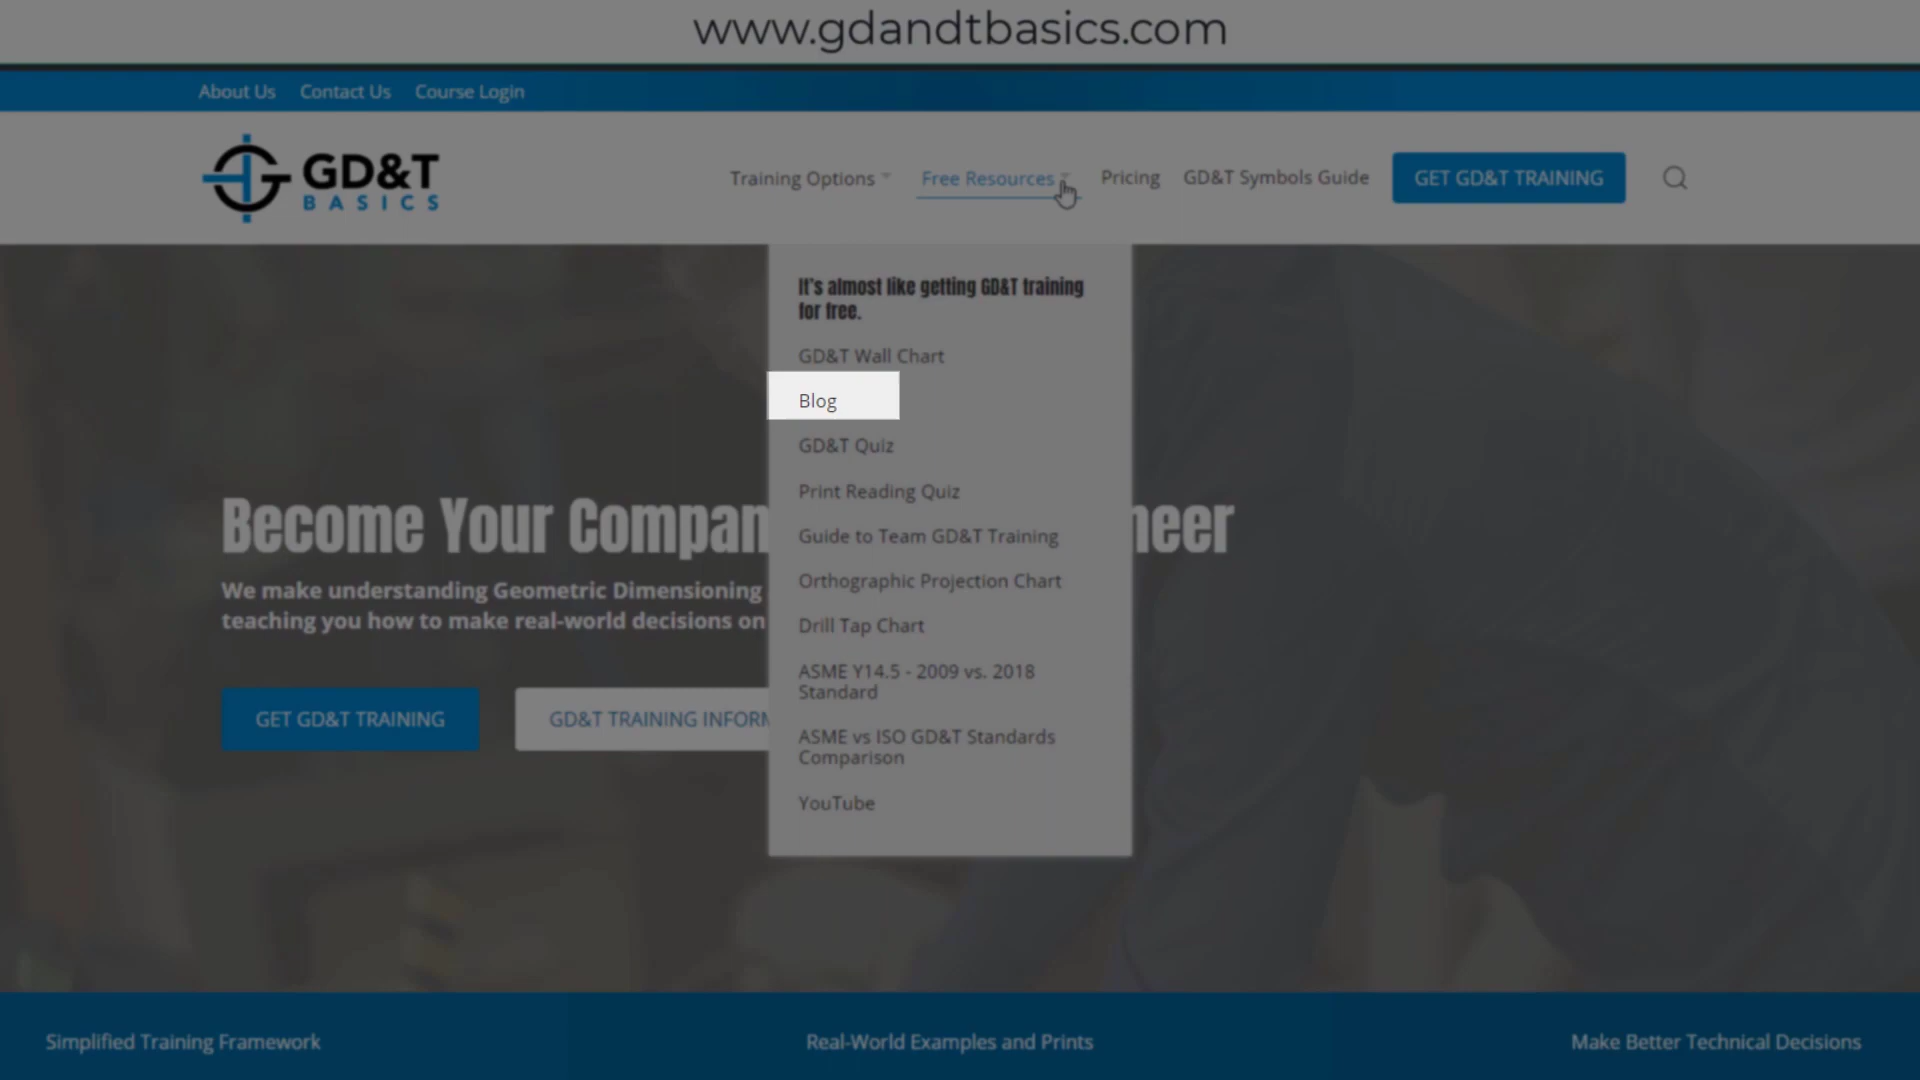 www.gdandtbasics.com
About Us Contact Us Course Login
GD&T
BASICS
Training Options Free Resources Pricing GD&T Symbols Guide GET GD&T TRAINING
It's almost like getting GD&T training
for free.
GD&T Wall Chart
Blog
GD&T Quiz
Print Reading Quiz
Guide to Team GD&T Training
Orthographic Projection Chart
Drill Tap Chart
ASME Y14.5 - 2009 vs. 2018
Standard
ASME vs ISO GD&T Standards
Comparison
YouTube
Become Your Compan neer
We make understanding Geometric Dimensioning
teaching you how to make real-world decisions on
GET GD&T TRAINING GD&T TRAINING INFORM
Simplified Training Framework Real-World Examples and Prints Make Better Technical Decisions